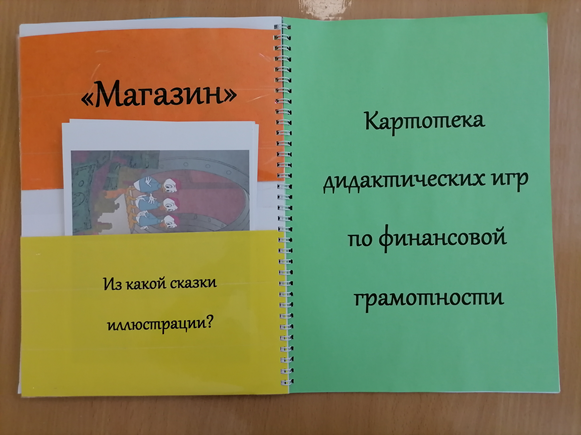 «Магазин»
Из какой сказки
иллюстрации?
Картотека
дидактических игр
по финансовой
грамотности